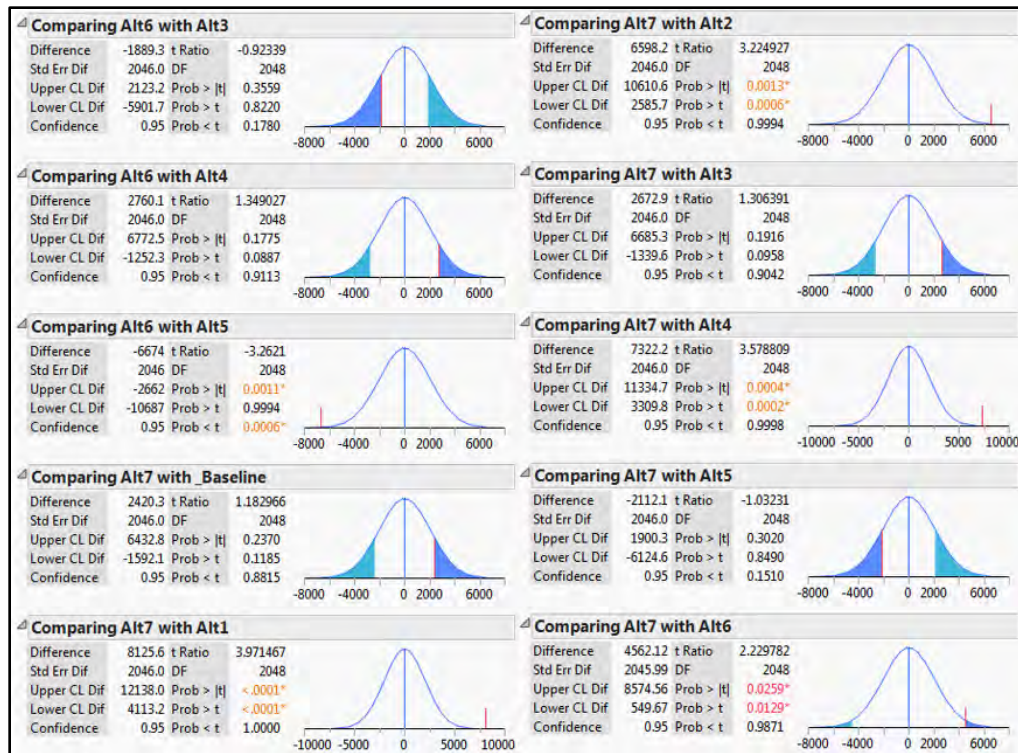 Comparing Alt6 with Alt3
Difference -1889.3 t Ratio -0.92339
Std Err Dif 2046.0 DF 2048
Upper CL Dif 2123.2 Prob > |t| 0.3559
Lower CL Dif -5901.7 Prob > t 0.8220
Confidence 0.95 Prob < t 0.1780
-8000 -4000 0 2000 6000
Comparing Alt6 with Alt4
Difference 2760.1 t Ratio 1.349027
Std Err Dif 2046.0 DF 2048
Upper CL Dif 6772.5 Prob > |t| 0.1775
Lower CL Dif -1252.3 Prob > t 0.0887
Confidence 0.95 Prob < t 0.9113
-8000 -4000 0 2000 6000
Comparing Alt6 with Alt5
Difference -6674 t Ratio -3.2621
Std Err Dif 2046 DF 2048
Upper CL Dif -2662 Prob > |t| 0.0011*
Lower CL Dif -10687 Prob > t 0.9994
Confidence 0.95 Prob < t 0.0006*
-8000 -4000 0 2000 6000
Comparing Alt7 with _Baseline
Difference 2420.3 t Ratio 1.182966
Std Err Dif 2046.0 DF 2048
Upper CL Dif 6432.8 Prob > |t| 0.2370
Lower CL Dif -1592.1 Prob > t 0.1185
Confidence 0.95 Prob < t 0.8815
-8000 -4000 0 2000 6000
Comparing Alt7 with Alt1
Difference 8125.6 t Ratio 3.971467
Std Err Dif 2046.0 DF 2048
Upper CL Dif 12138.0 Prob > |t| <.0001*
Lower CL Dif 4113.2 Prob > t <.0001*
Confidence 0.95 Prob < t 1.0000
-10000 -5000 0 5000 10000
Comparing Alt7 with Alt2
Difference 6598.2 t Ratio 3.224927
Std Err Dif 2046.0 DF 2048
Upper CL Dif 10610.6 Prob > |t| 0.0013*
Lower CL Dif 2585.7 Prob > t 0.0006*
Confidence 0.95 Prob < t 0.9994
-8000 -4000 0 2000 6000
Comparing Alt7 with Alt3
Difference 2672.9 t Ratio 1.306391
Std Err Dif 2046.0 DF 2048
Upper CL Dif 6685.3 Prob > |t| 0.1916
Lower CL Dif -1339.6 Prob > t 0.0958
Confidence 0.95 Prob < t 0.9042
-8000 -4000 0 2000 6000
Comparing Alt7 with Alt4
Difference 7322.2 t Ratio 3.578809
Std Err Dif 2046.0 DF 2048
Upper CL Dif 11334.7 Prob > |t| 0.0004*
Lower CL Dif 3309.8 Prob > t 0.0002*
Confidence 0.95 Prob < t 0.9998
-10000 -5000 0 5000 10000
Comparing Alt7 with Alt5
Difference -2112.1 t Ratio -1.03231
Std Err Dif 2046.0 DF 2048
Upper CL Dif 1900.3 Prob > |t| 0.3020
Lower CL Dif -6124.6 Prob > t 0.8490
Confidence 0.95 Prob < t 0.1510
-8000 -4000 0 2000 6000
Comparing Alt7 with Alt6
Difference 4562.12 t Ratio 2.229782
Std Err Dif 2045.99 DF 2048
Upper CL Dif 8574.56 Prob > |t| 0.0259*
Lower CL Dif 549.67 Prob > t 0.0129*
Confidence 0.95 Prob < t 0.9871
-8000 -4000 0 2000 6000